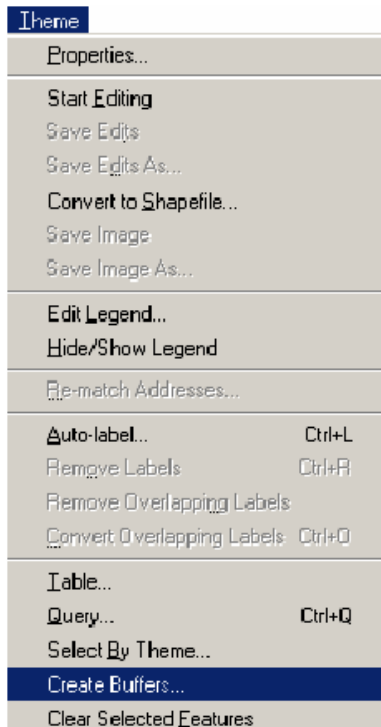 Theme
Properties...
Start Editing
Save Edits
Save Edits As...
Convert to Shapefile...
Save Image
Save Image As...
Edit Legend...
Hide/Show Legend
Re-match Addresses...
Auto-label... Ctrl+L
Remove Labels Ctrl+R
Remove Overlapping Labels
Convert Overlapping Labels Ctrl+O
Table...
Query... Ctrl+Q
Select By Theme...
Create Buffers...
Clear Selected Features